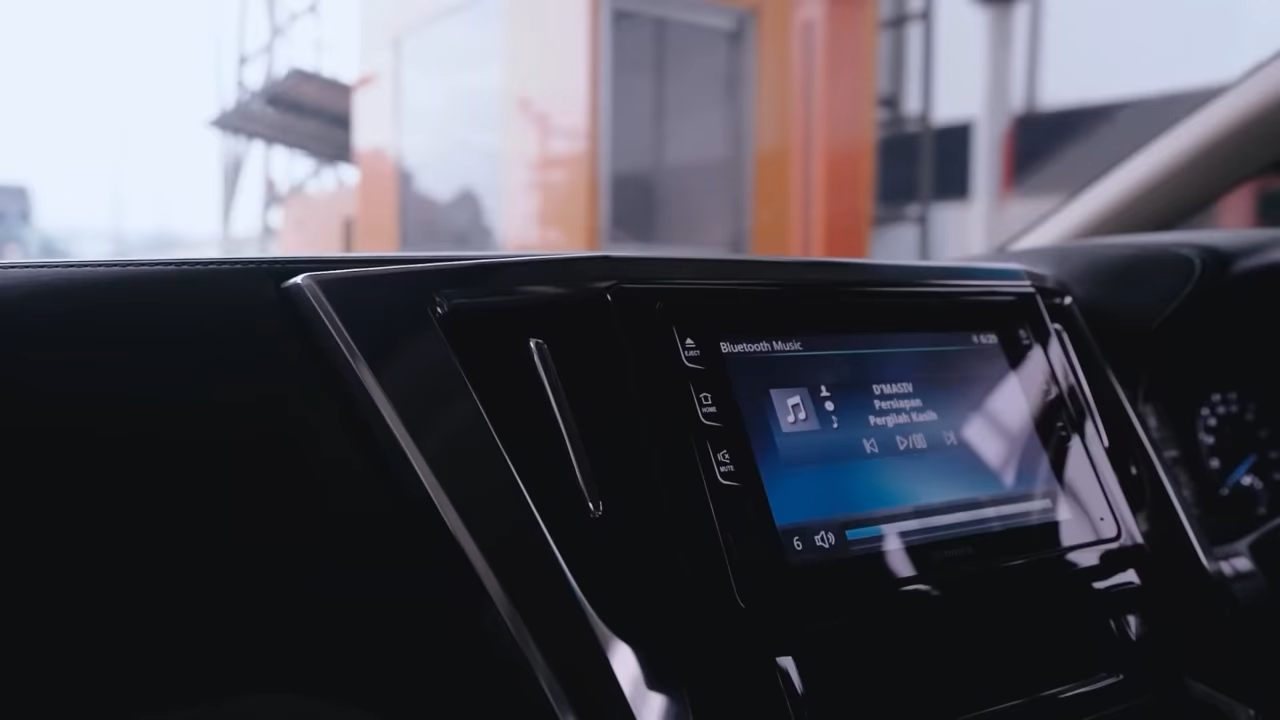 Bluetooth Music
EJECT
HOME
MUTE
D'MASIV
Persiapan
Pergilah Kasih
6